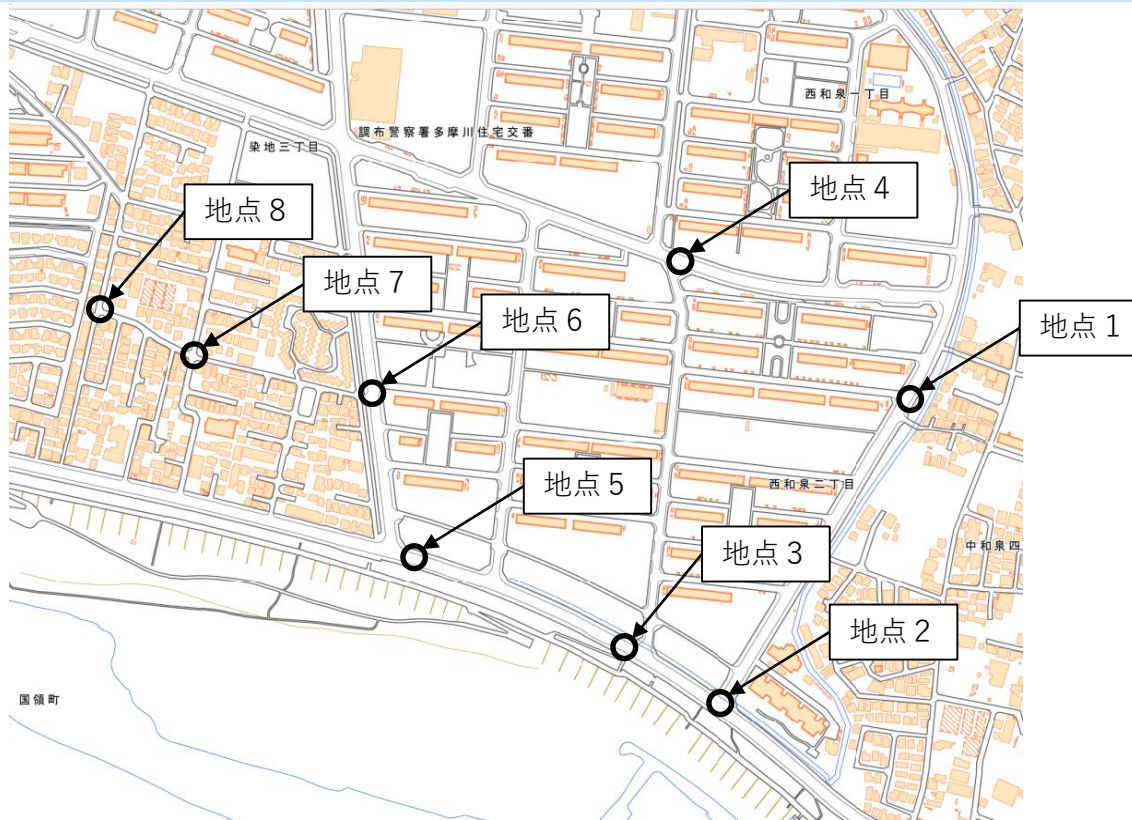 西和泉一丁目
調布警察署多摩川住宅交番
染地三丁目
地点4
地点8
地点7
地点6
地点1
地点5
西和泉二丁目
地点3
中和泉四
地点2
国領町